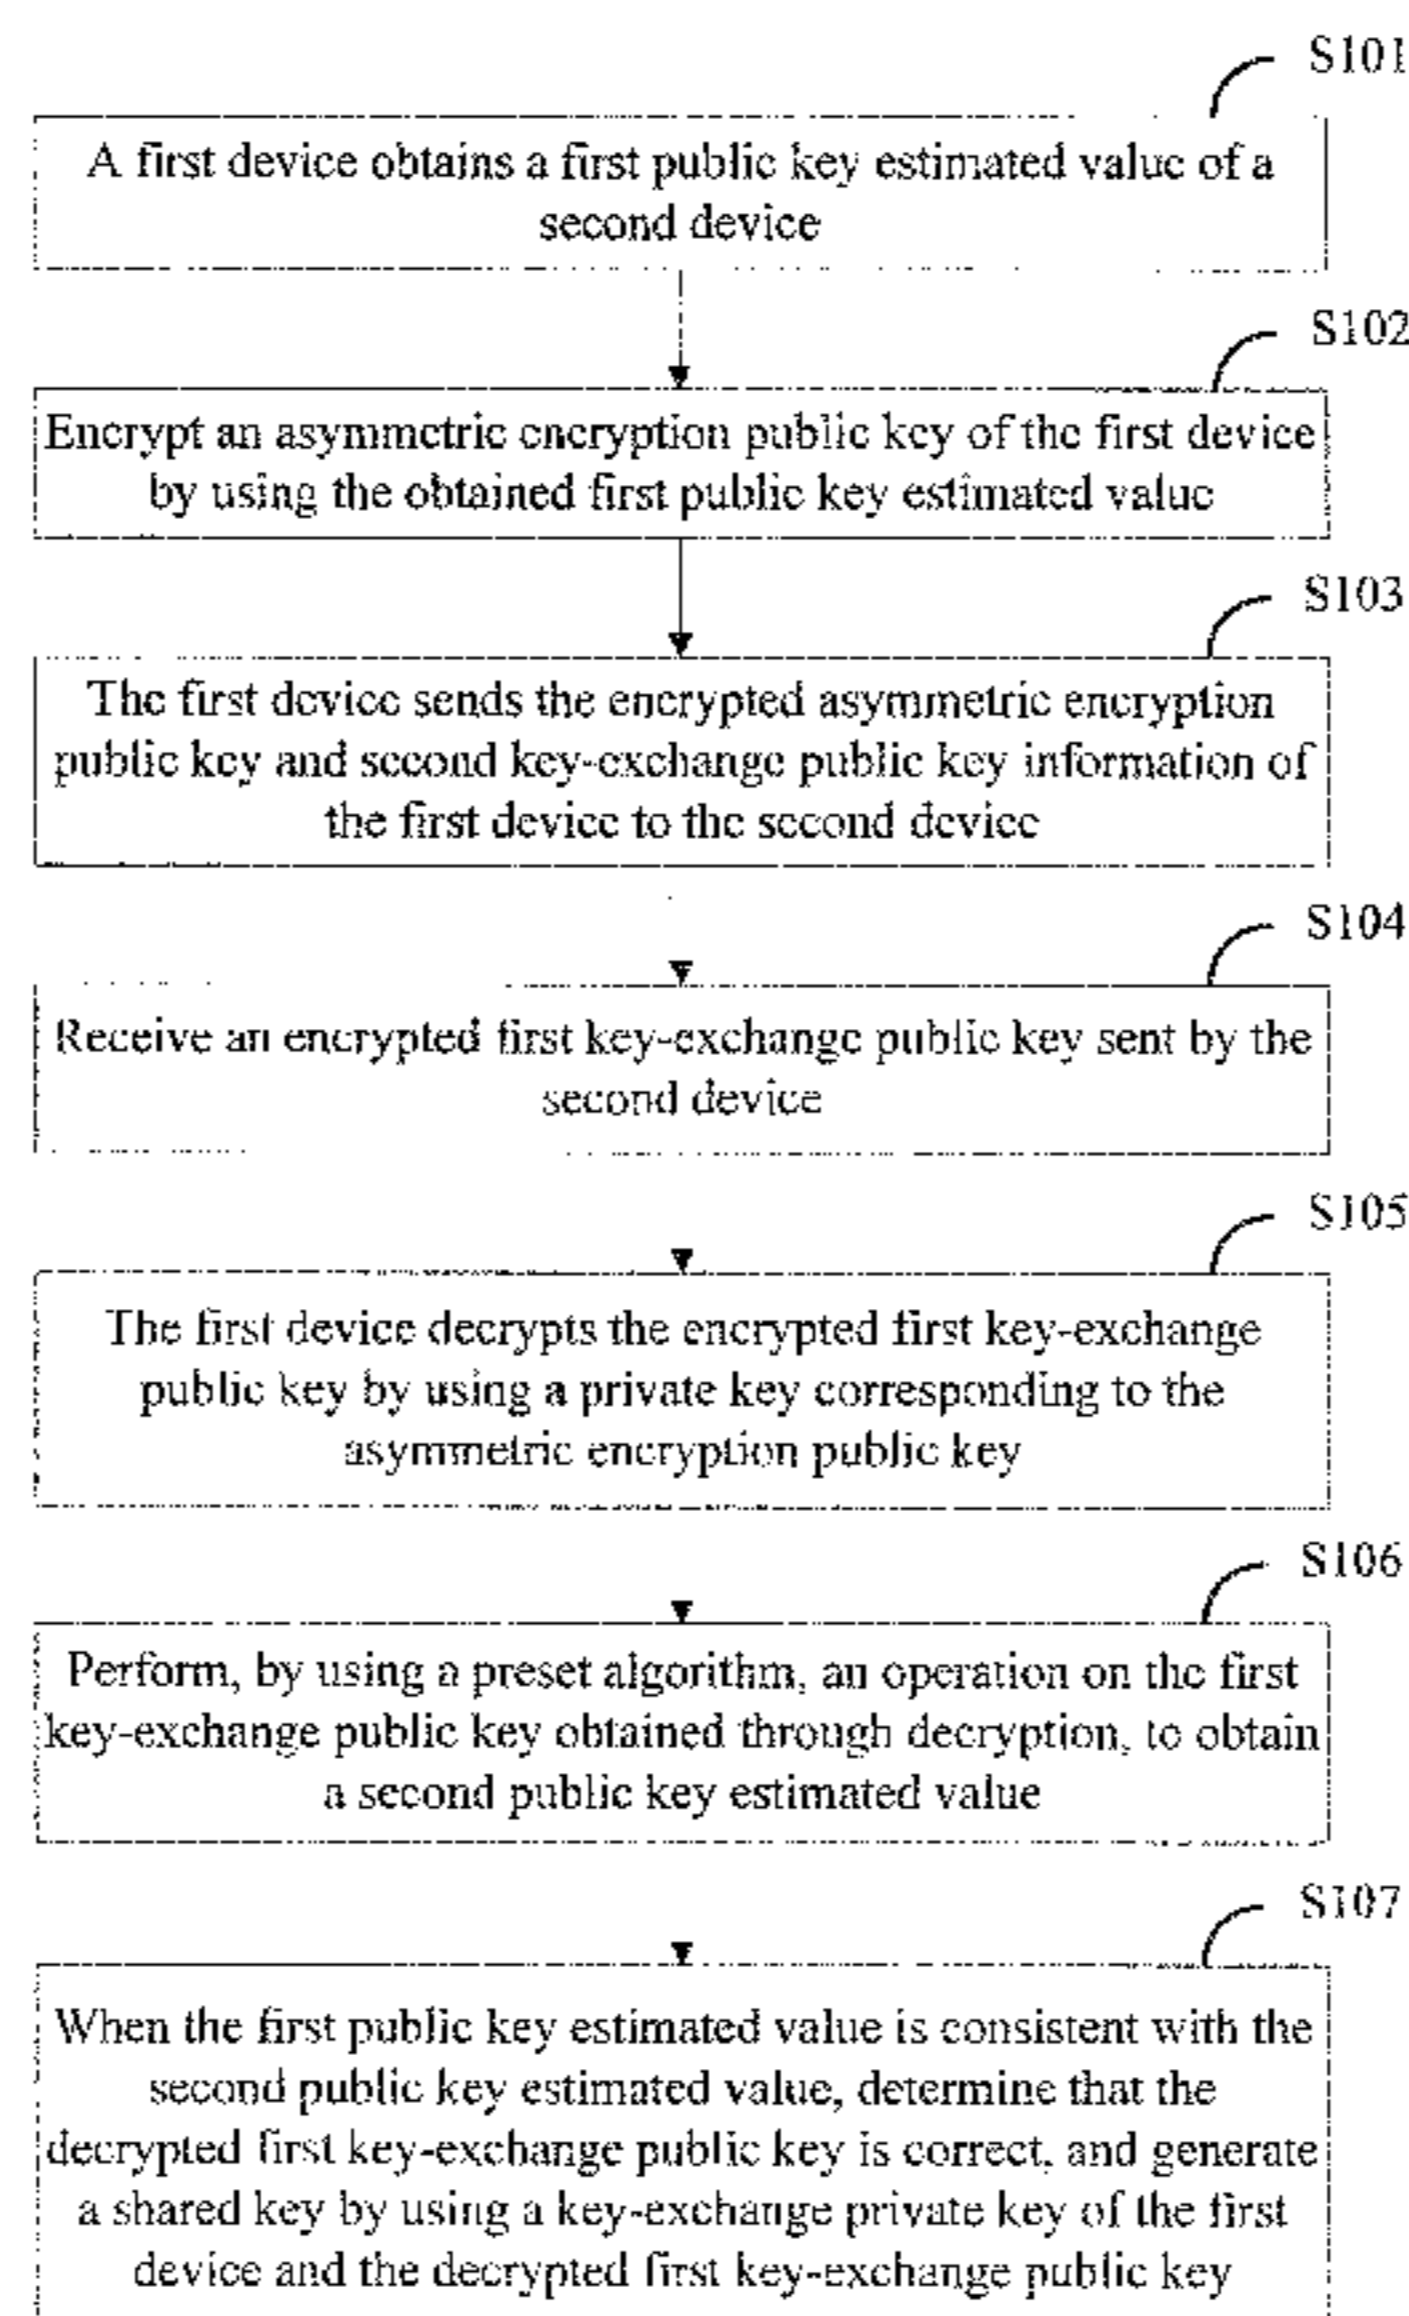 S101
A first device obtains a first public key estimated value of a
second device
S102
Encrypt an asymmetric encryption public key of the first device
by using the obtained first public key estimated value
S103
The first device sends the encrypted asymmetric encryption
public key and second key-exchange public key information of
the first device to the second device
S104
Receive an encrypted first key-exchange public key sent by the
second device
S105
The first device decrypts the encrypted first key-exchange
public key by using a private key corresponding to the
asymmetric encryption public key
S106
Perform, by using a preset algorithm, an operation on the first
key-exchange public key obtained through decryption, to obtain
a second public key estimated value
S107
When the first public key estimated value is consistent with the
second public key estimated value, determine that the
decrypted first key-exchange public key is correct, and generate
a shared key by using a key-exchange private key of the first
device and the decrypted first key-exchange public key